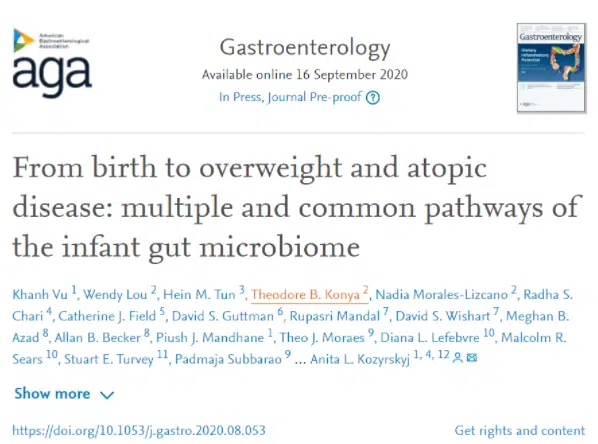 American
Gastroenterological
Association
aga
Gastroenterology
Available online 16 September 2020
In Press, Journal Pre-proof ?
Gastroenterology
From birth to overweight and atopic
disease: multiple and common pathways of
the infant gut microbiome
Khanh Vu 1, Wendy Lou 2, Hein M. Tun 3, Theodore B. Konya 2, Nadia Morales-Lizcano 2, Radha S.
Chari 4, Catherine J. Field 5, David S. Guttman 6, Rupasri Mandal 7, David S. Wishart 7, Meghan B.
Azad 8, Allan B. Becker 8, Piush J. Mandhane 1, Theo J. Moraes 9, Diana L. Lefebvre 10, Malcolm R.
Sears 10, Stuart E. Turvey 11, Padmaja Subbarao 9 ... Anita L. Kozyrskyj 1, 4, 12
Show more
https://doi.org/10.1053/j.gastro.2020.08.053
Get rights and content